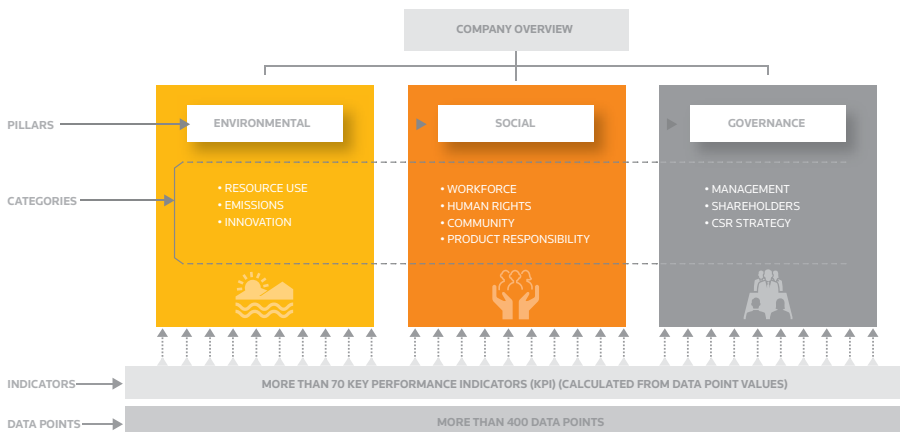 COMPANY OVERVIEW
PILLARS
ENVIRONMENTAL
SOCIAL
GOVERNANCE
CATEGORIES
• RESOURCE USE
• EMISSIONS
• INNOVATION
• WORKFORCE
• HUMAN RIGHTS
• COMMUNITY
• PRODUCT RESPONSIBILITY
• MANAGEMENT
• SHAREHOLDERS
• CSR STRATEGY
INDICATORS
MORE THAN 70 KEY PERFORMANCE INDICATORS (KPI) (CALCULATED FROM DATA POINT VALUES)
DATA POINTS
MORE THAN 400 DATA POINTS